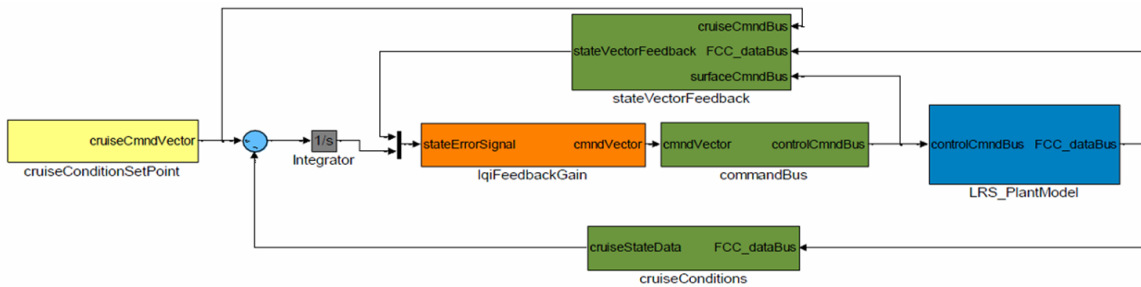 cruiseCmndBus
stateVectorFeedback FCC_dataBus
surfaceCmndBus
stateVectorFeedback
cruiseCmndVector
cruiseConditionSetPoint
1/s
Integrator
stateErrorSignal cmndVector
lqiFeedbackGain
cmndVector controlCmndBus
commandBus
controlCmndBus FCC_dataBus
LRS_PlantModel
cruiseStateData FCC_dataBus
cruiseConditions